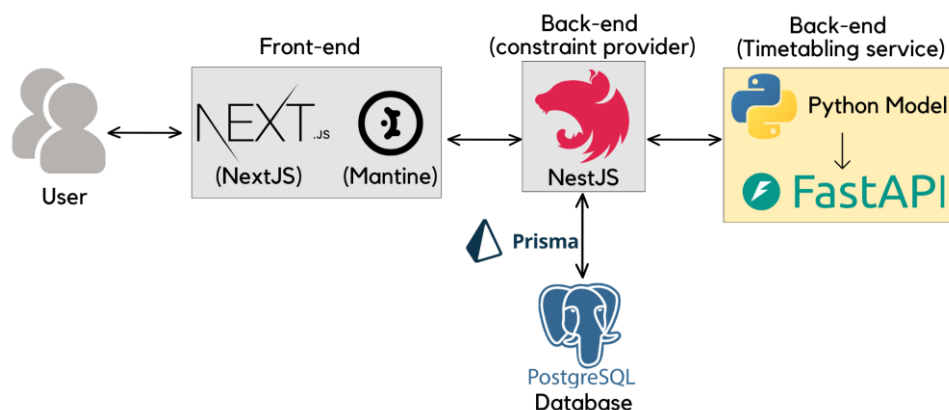 Front-end
Back-end
(constraint provider)
Back-end
(Timetabling service)
NEXT.JS
(NextJS)
(Mantine)
NestJS
Python Model
FastAPI
User
Prisma
PostgreSQL
Database